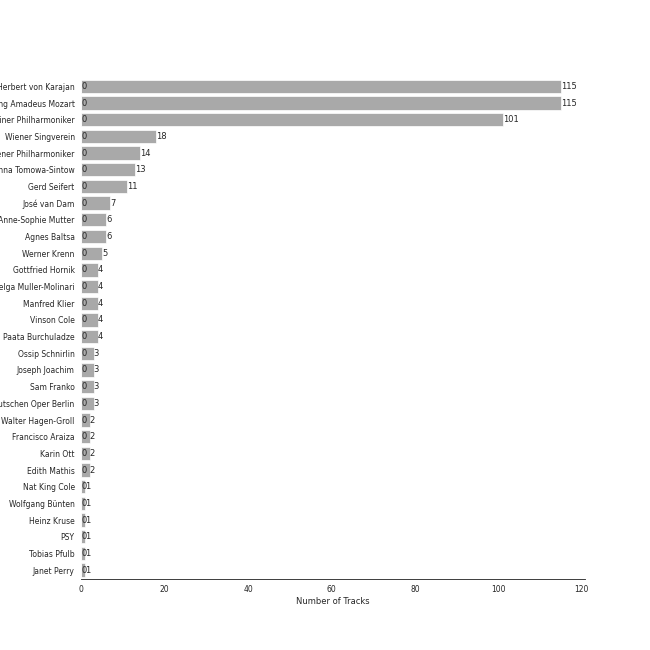 Herbert von Karajan 0 115
ng Amadeus Mozart 0 115
iner Philharmoniker 0 101
Wiener Singverein 0 18
ener Philharmoniker 0 14
nna Tomowa-Sintow 0 13
Gerd Seifert 0 11
José van Dam 0 7
Anne-Sophie Mutter 0 6
Agnes Baltsa 0 6
Werner Krenn 0 5
Gottfried Hornik 0 4
elga Muller-Molinari 0 4
Manfred Klier 0 4
Vinson Cole 0 4
Paata Burchuladze 0 4
Ossip Schnirlin 0 3
Joseph Joachim 0 3
Sam Franko 0 3
utschen Oper Berlin 0 3
Walter Hagen-Groll 0 2
Francisco Araiza 0 2
Karin Ott 0 2
Edith Mathis 0 2
Nat King Cole 0 1
Wolfgang Bünten 0 1
Heinz Kruse 0 1
PSY 0 1
Tobias Pfulb 0 1
Janet Perry 0 1
0 20 40 60 80 100 120
Number of Tracks